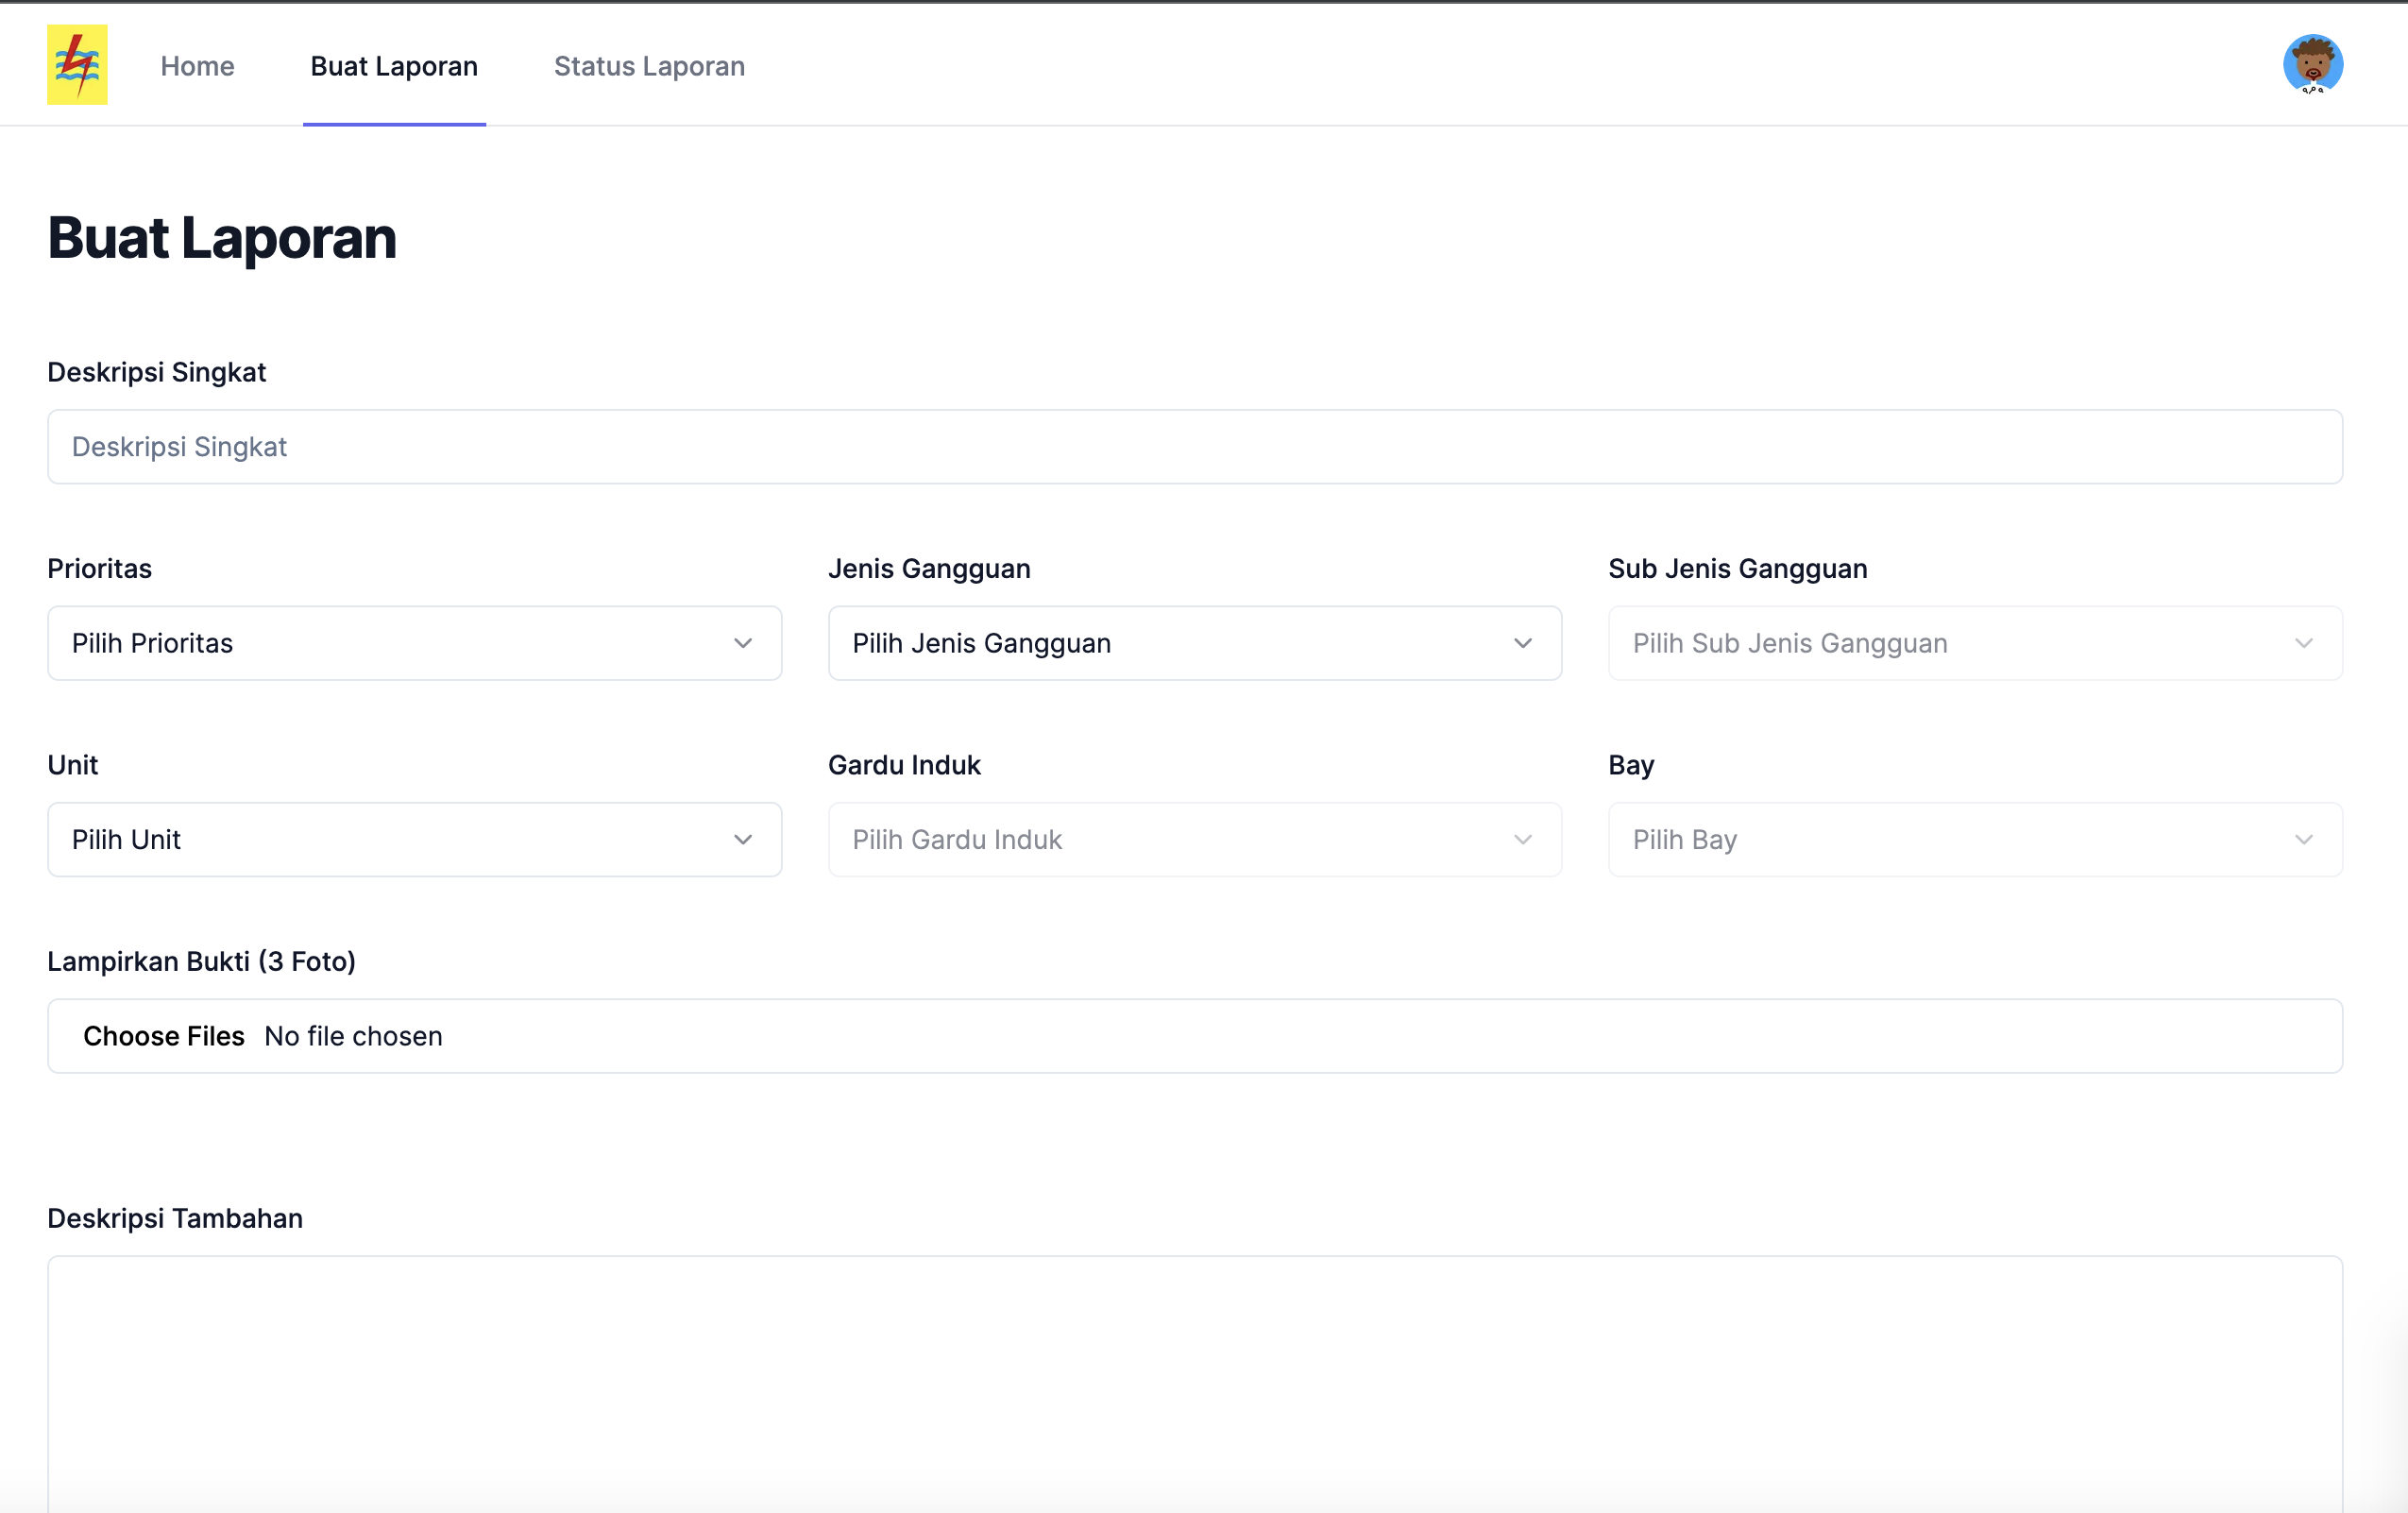 Home
Buat Laporan
Status Laporan
Buat Laporan
Deskripsi Singkat
Deskripsi Singkat
Prioritas
Jenis Gangguan
Sub Jenis Gangguan
Pilih Prioritas
Pilih Jenis Gangguan
Pilih Sub Jenis Gangguan
Unit
Gardu Induk
Bay
Pilih Unit
Pilih Gardu Induk
Pilih Bay
Lampirkan Bukti (3 Foto)
Choose Files No file chosen
Deskripsi Tambahan